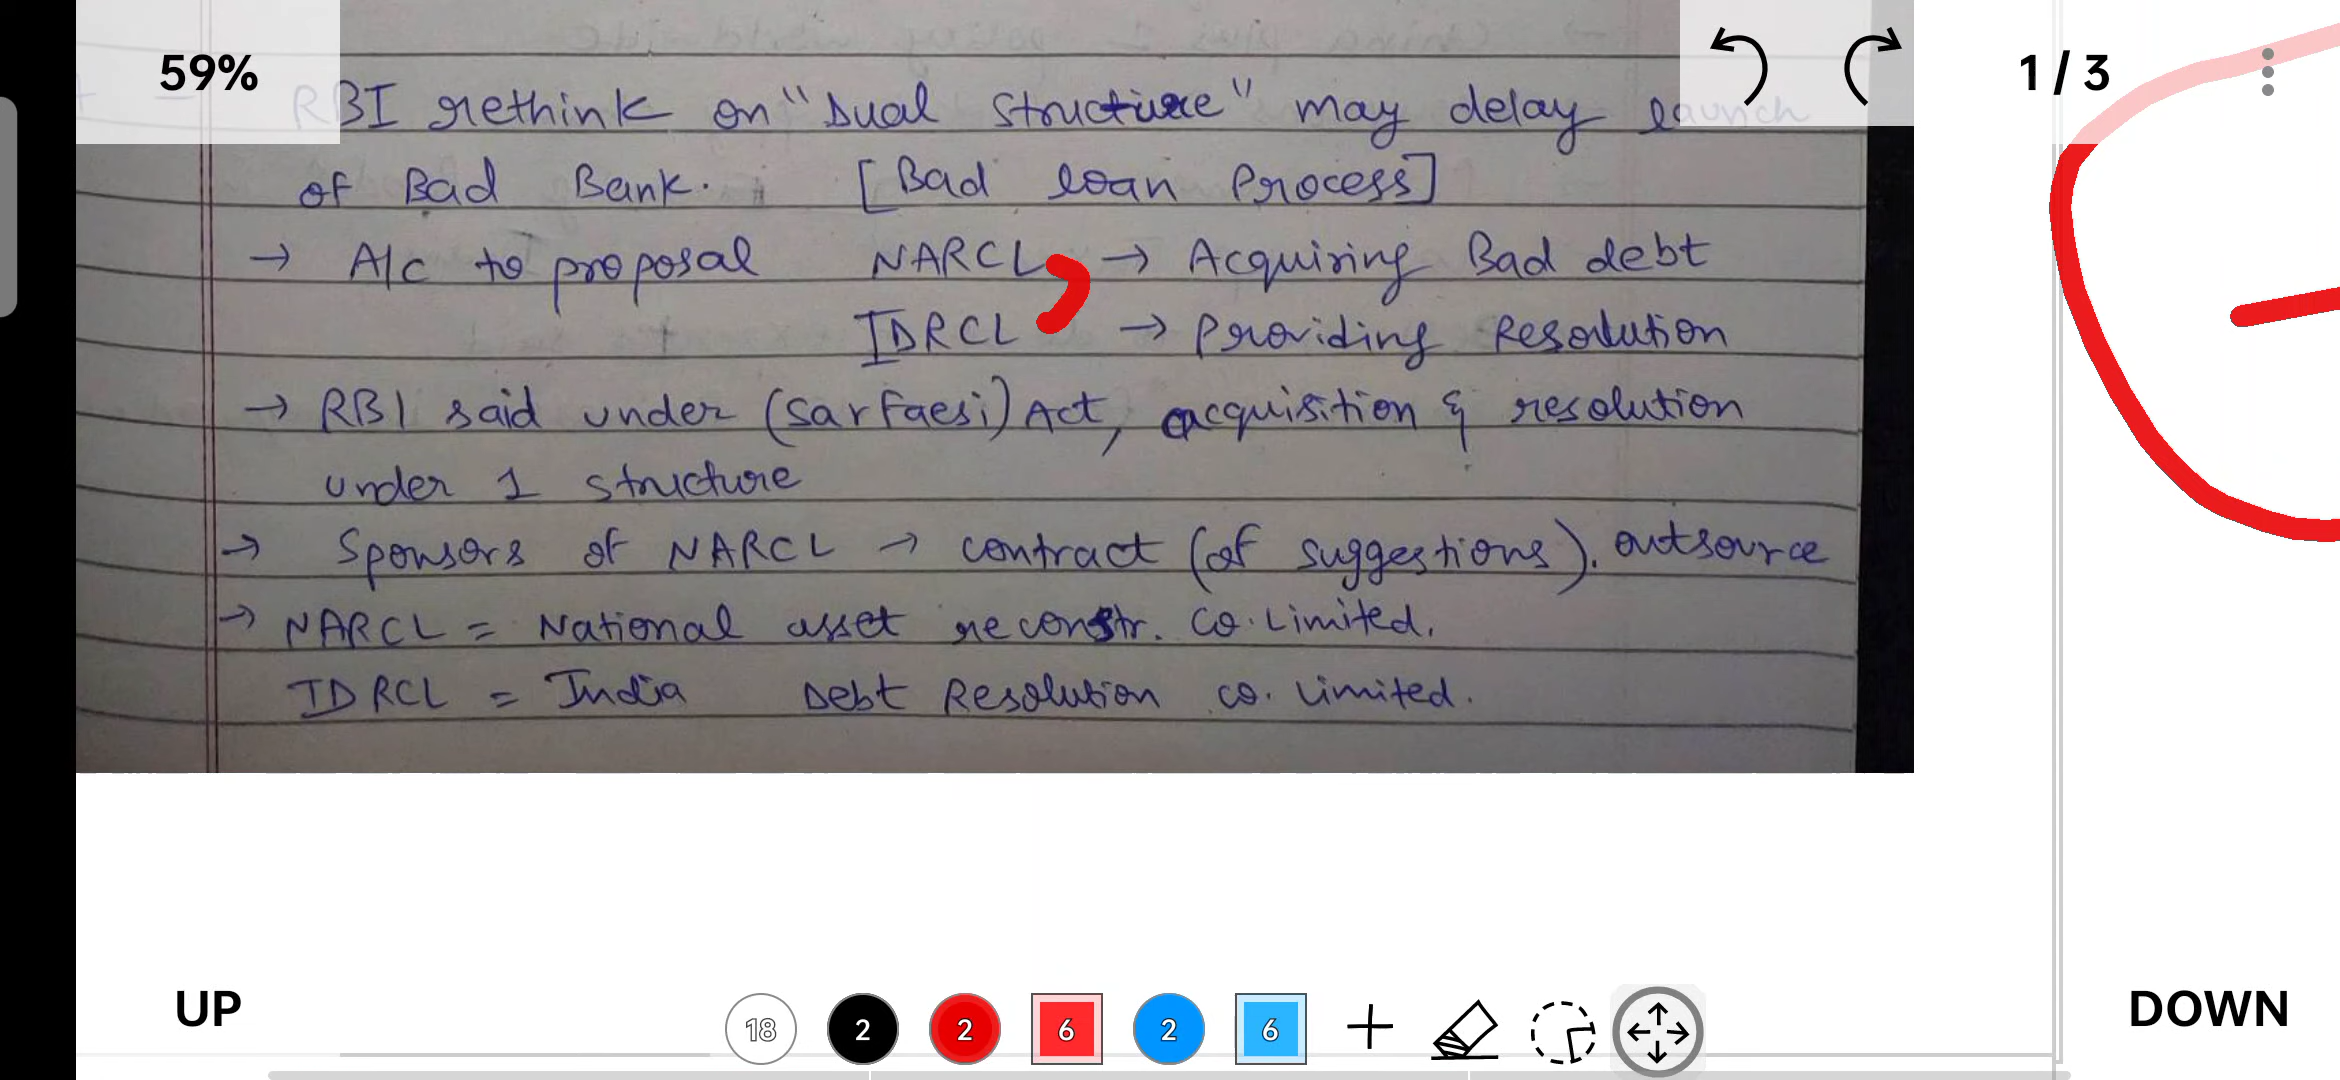 59%
1/3
RBI rethink on "Dual Structure" may delay launch
of Bad Bank. [Bad loan Process]
→ A/c to proposal NARCL → Acquiring Bad debt
IDRCL → Providing Resolution
→ RBI said under (Sarfaesi) Act, acquisition & resolution
under 1 structure
→ Sponsors of NARCL → contract (of suggestions). outsource
→ NARCL = National asset reconstr. Co. Limited.
IDRCL = India Debt Resolution co. Limited.
UP
18 2 2 6 2 6 +
DOWN